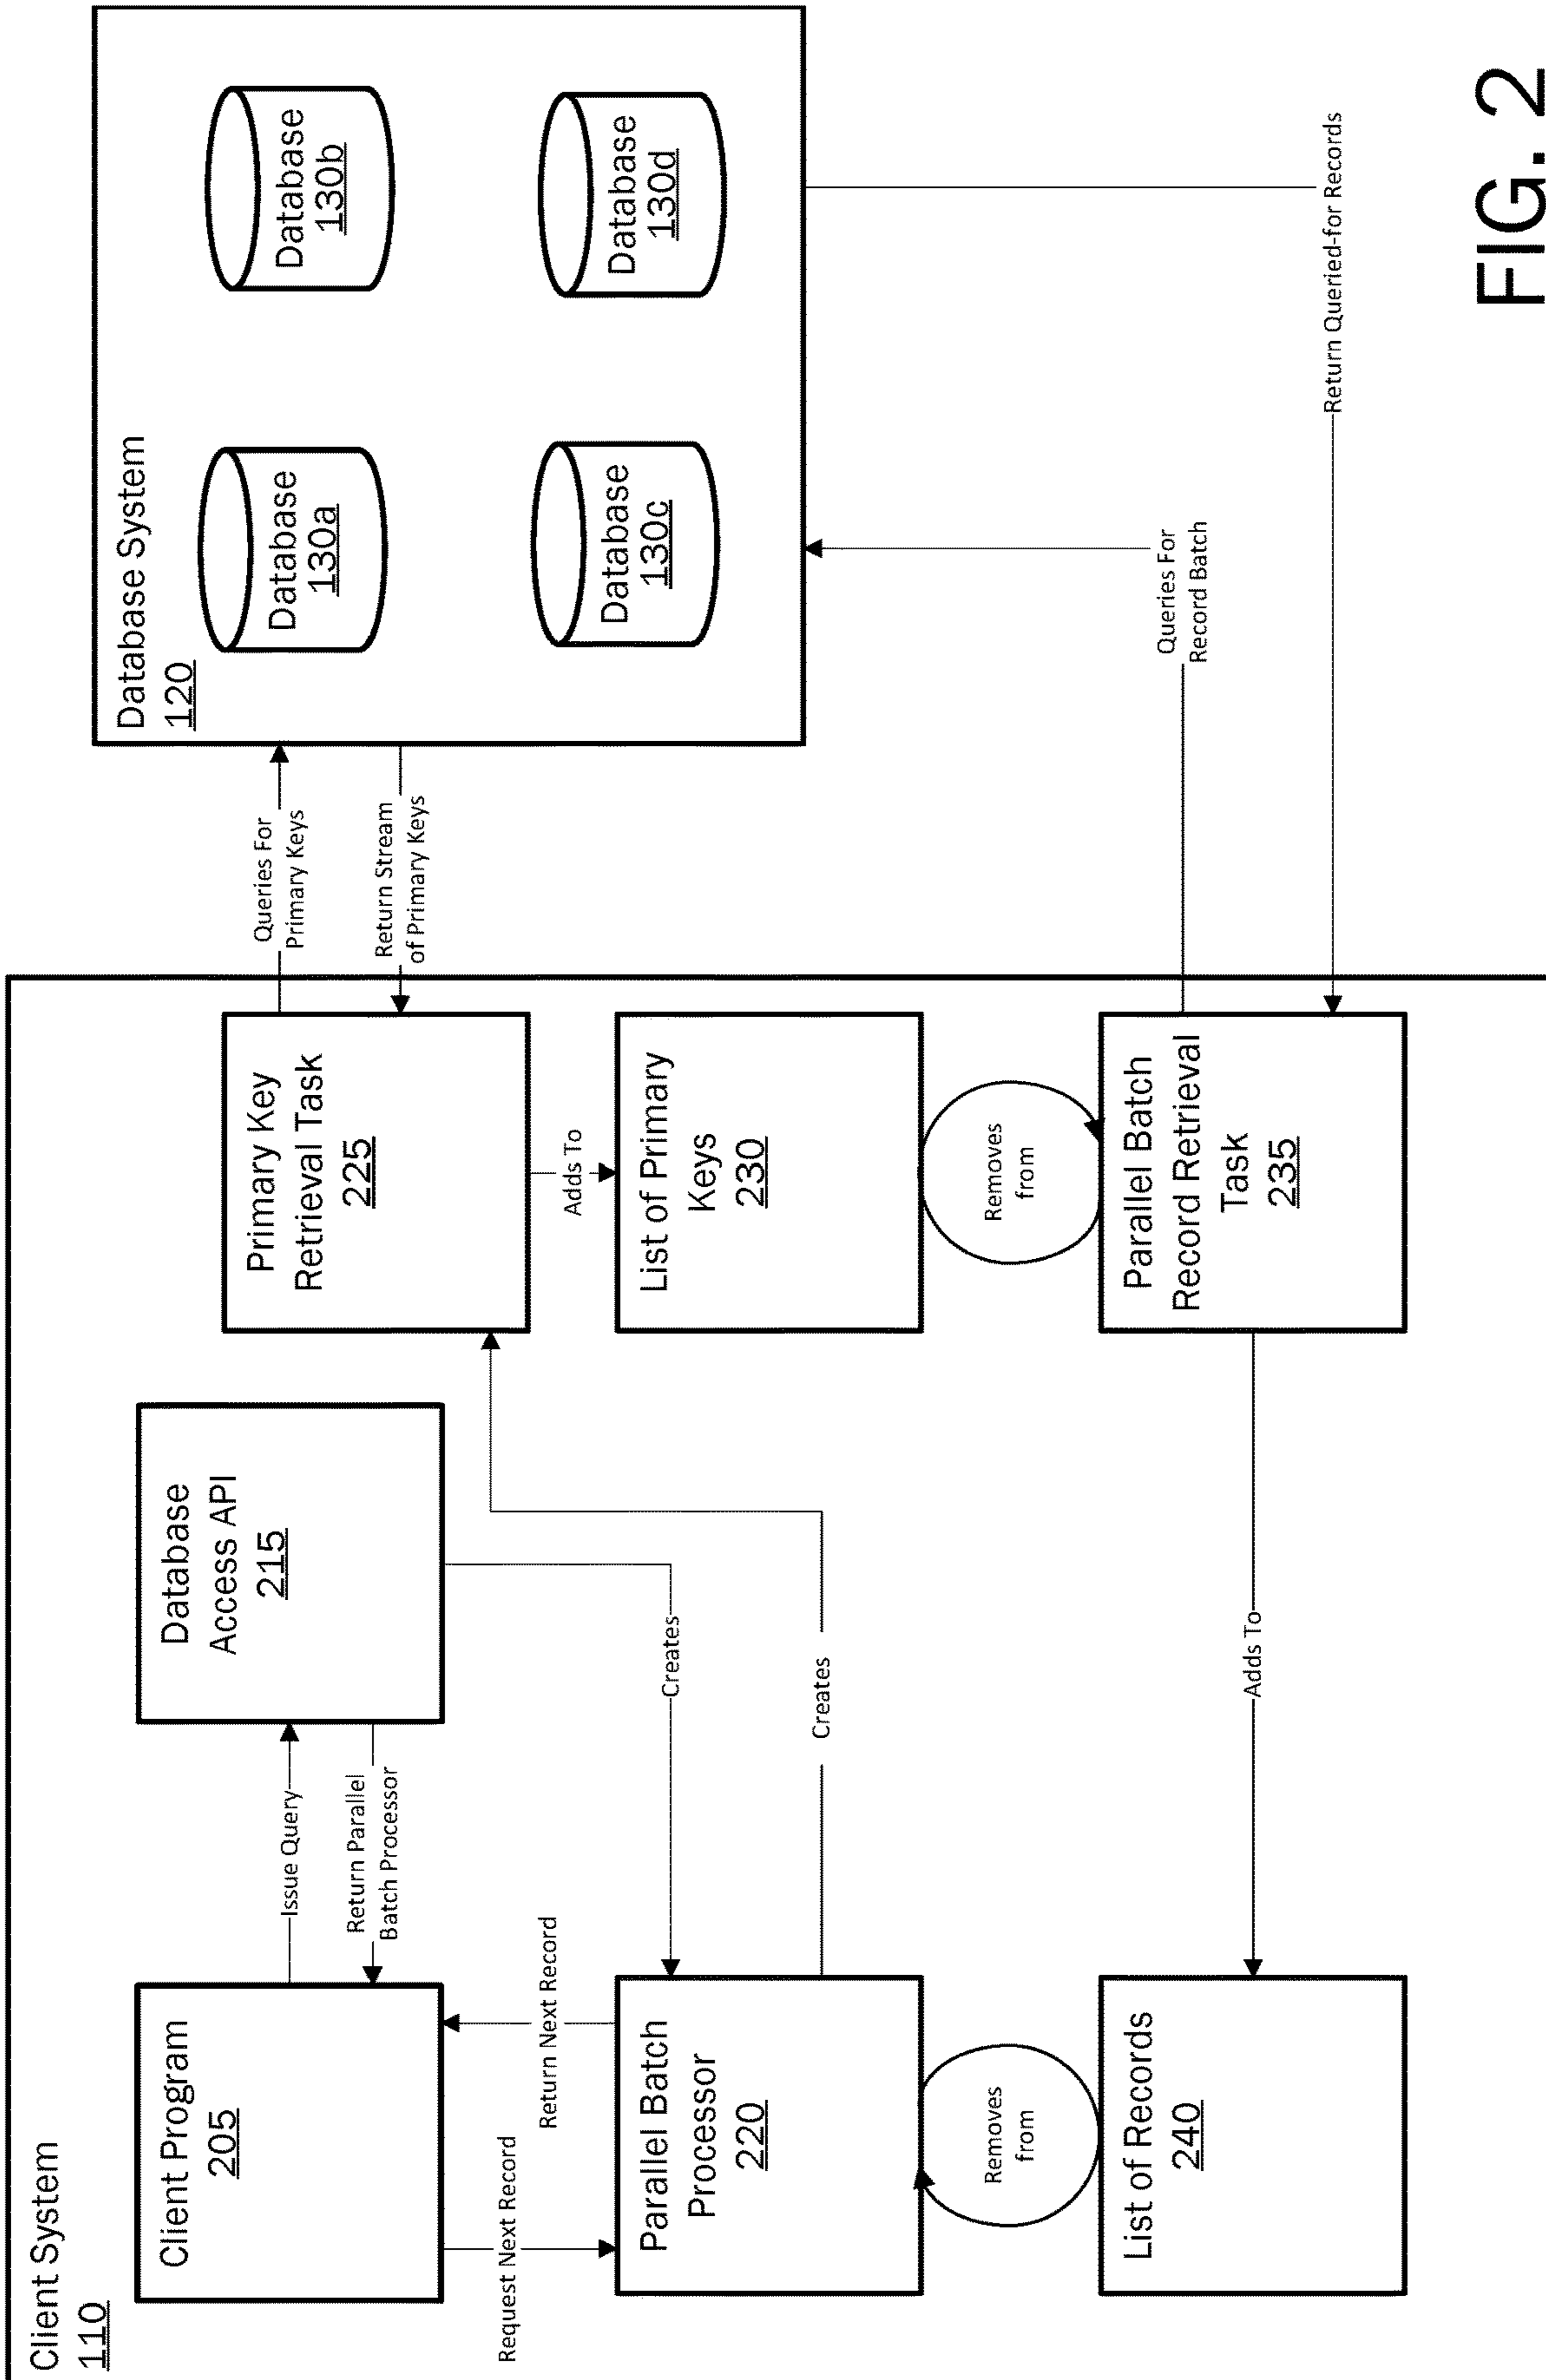 Client System
110
Client Program
205
Issue Query
Return Parallel
Batch Processor
Database
Access API
215
Request Next Record
Return Next Record
Creates
Parallel Batch
Processor
220
Creates
Removes
from
List of Records
240
Adds To
Primary Key
Retrieval Task
225
Adds To
List of Primary
Keys
230
Removes
from
Parallel Batch
Record Retrieval
Task
235
Queries For
Primary Keys
Return Stream
of Primary Keys
Database System
120
Database
130a
Database
130b
Database
130c
Database
130d
Queries For
Record Batch
Return Queried-for Records
FIG. 2